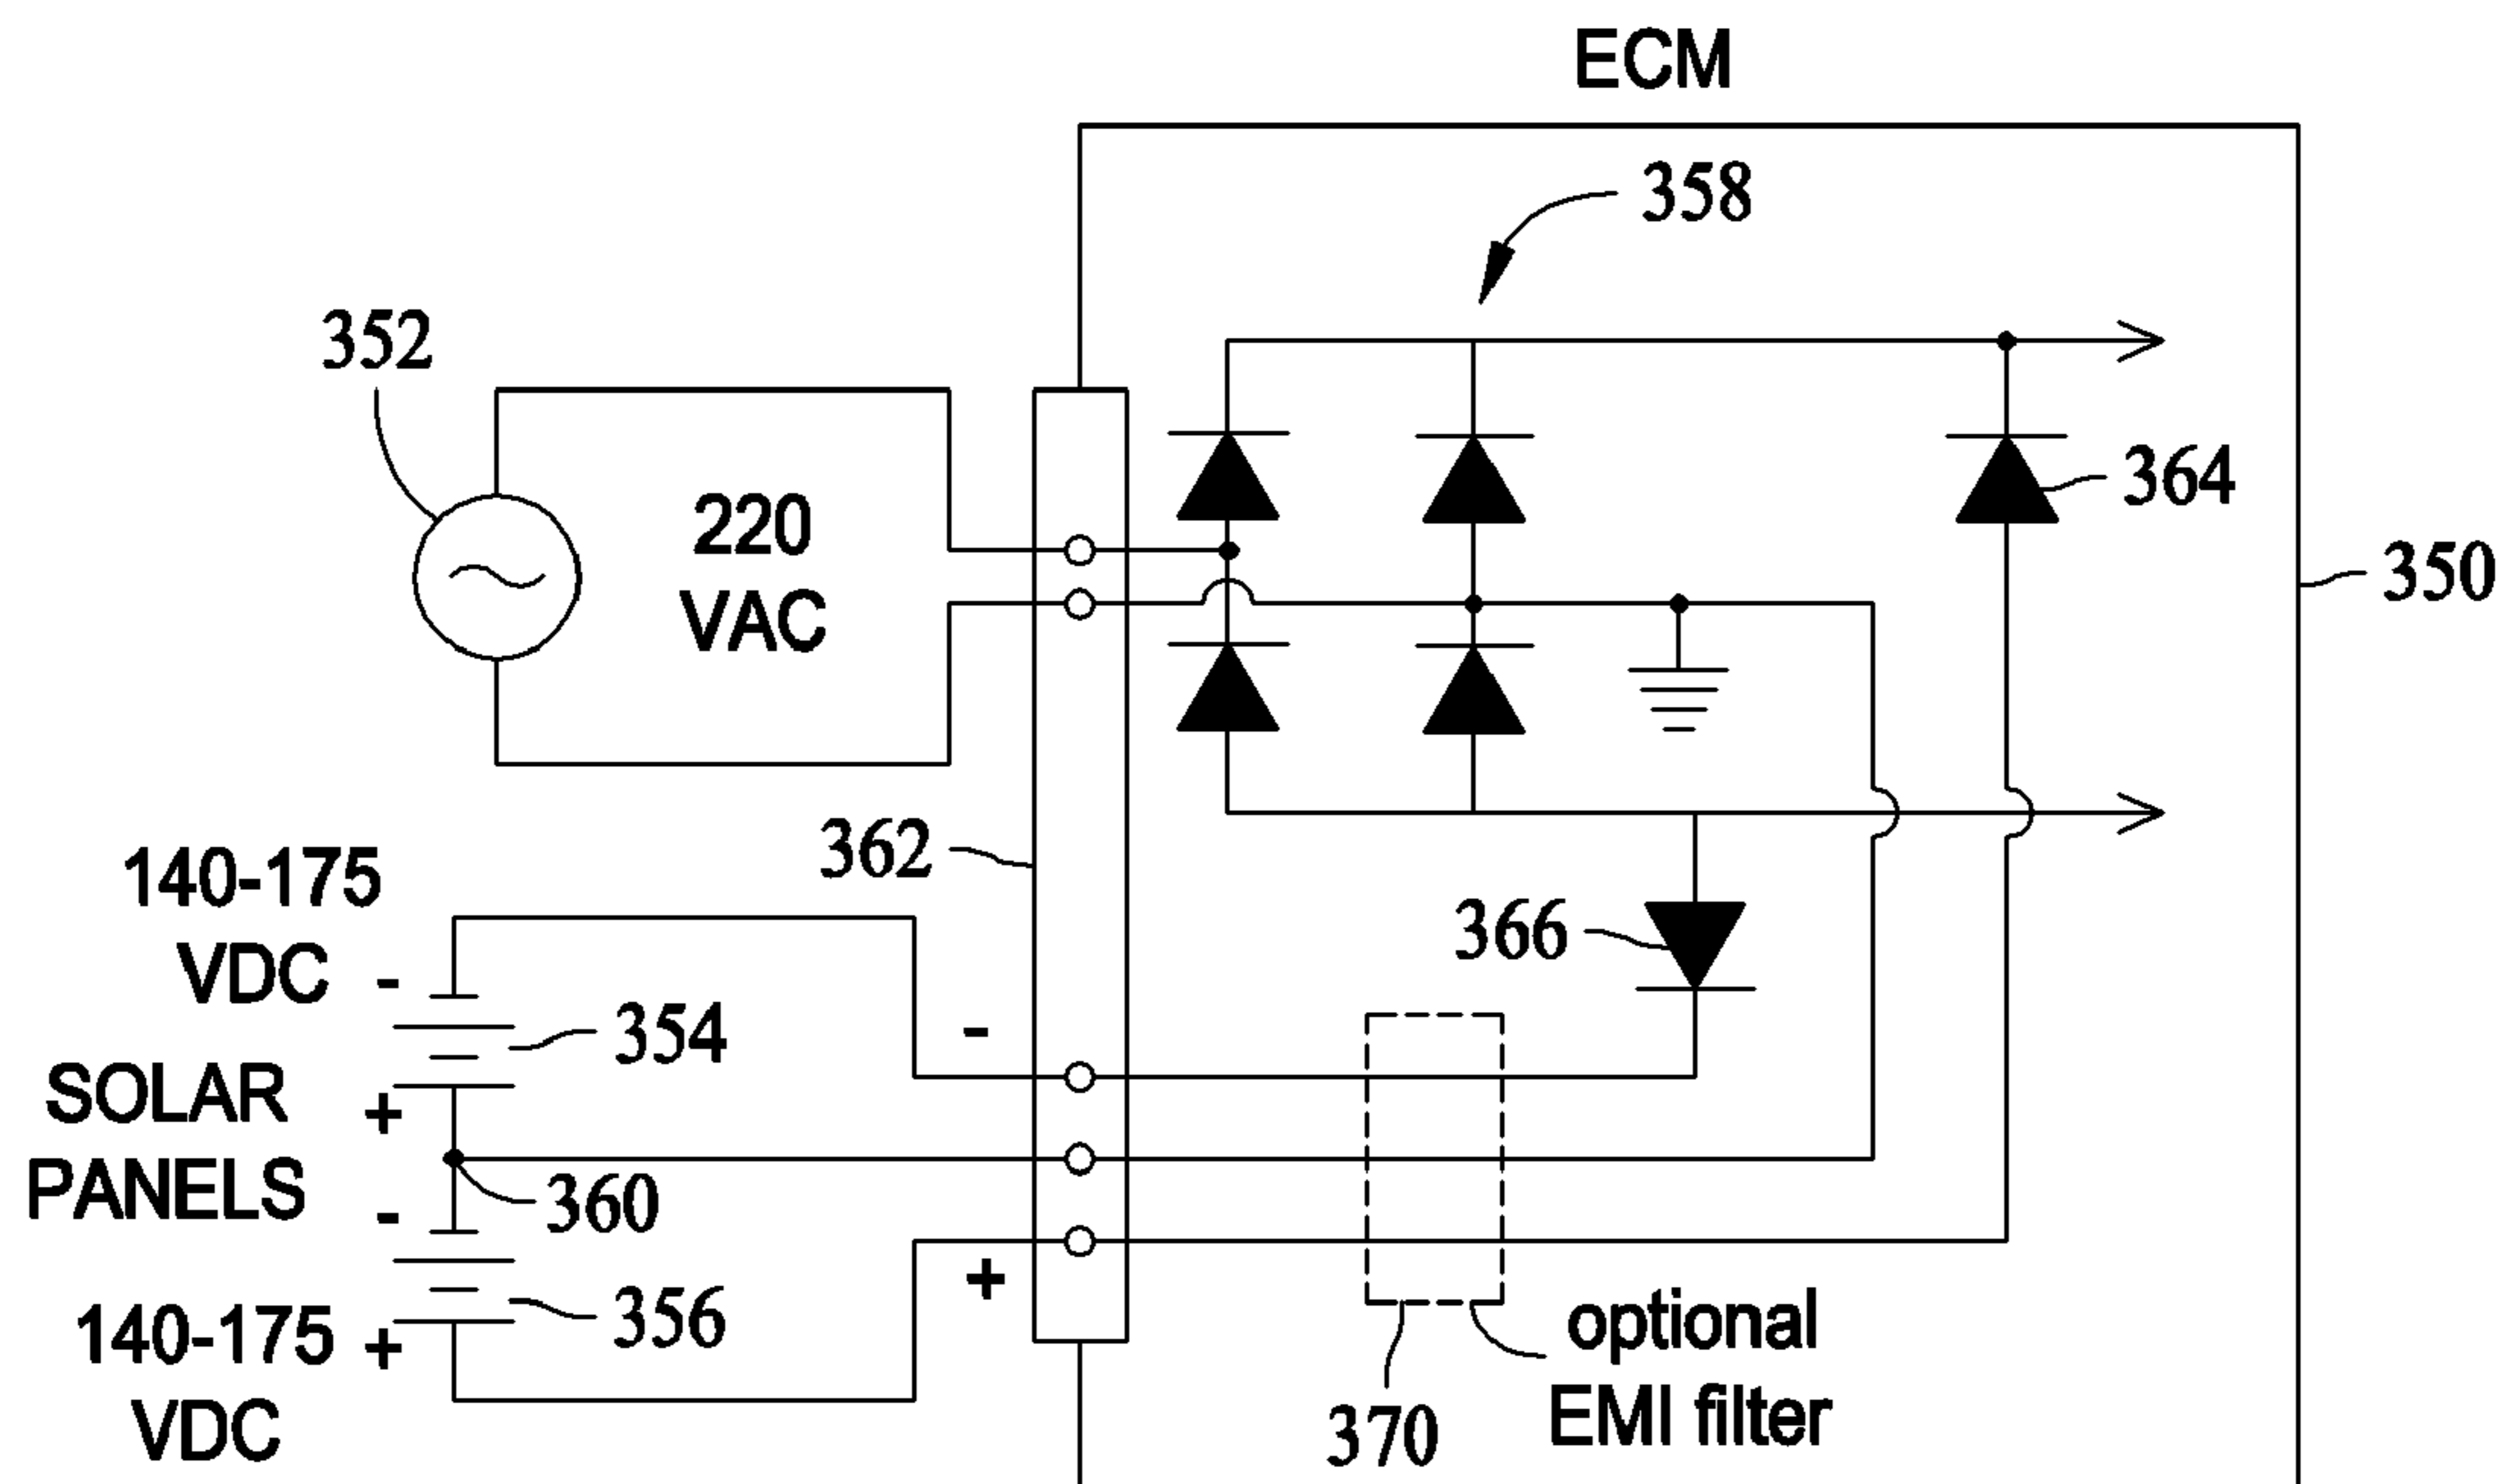 ECM
358
352
220
VAC
364
350
362
140-175
VDC
-
354
-
366
SOLAR
PANELS
+
360
-
356
+
140-175
VDC
+
optional
EMI filter
370